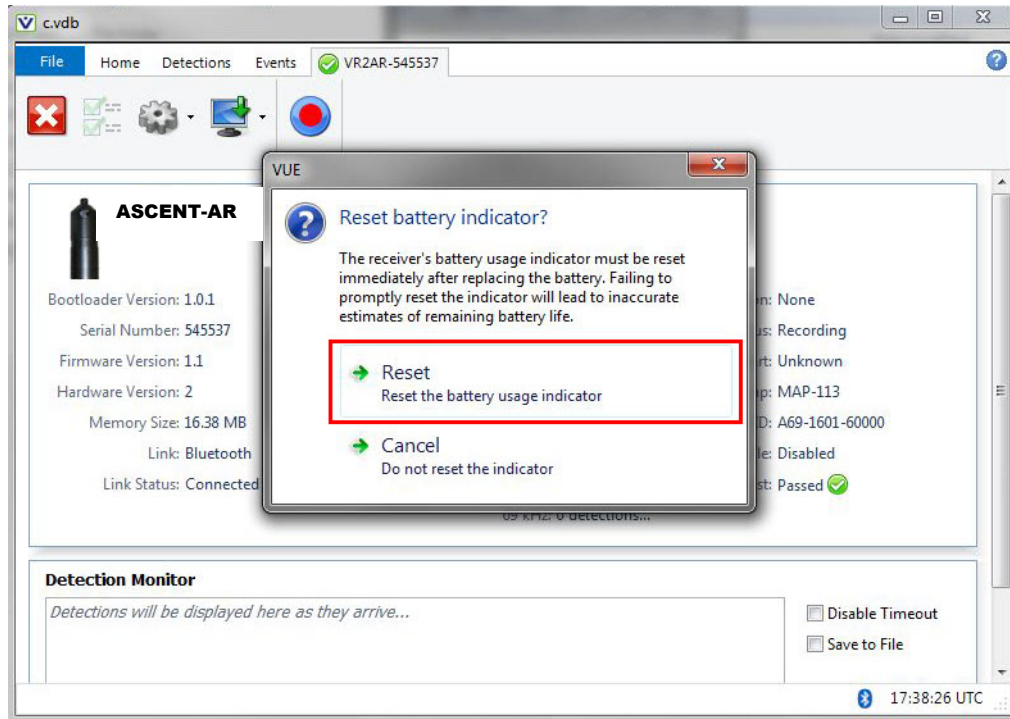 c.vdb
File Home Detections Events VR2AR-545537
VUE
ASCENT-AR
Reset battery indicator?
The receiver's battery usage indicator must be reset
immediately after replacing the battery. Failing to
promptly reset the indicator will lead to inaccurate
estimates of remaining battery life.
Reset
Reset the battery usage indicator
Cancel
Do not reset the indicator
Bootloader Version: 1.0.1
Serial Number: 545537
Firmware Version: 1.1
Hardware Version: 2
Memory Size: 16.38 MB
Link: Bluetooth
Link Status: Connected
None
Recording
Unknown
MAP-113
A69-1601-60000
Disabled
Passed
69 kHz: 0 detections...
Detection Monitor
Detections will be displayed here as they arrive...
Disable Timeout
Save to File
17:38:26 UTC